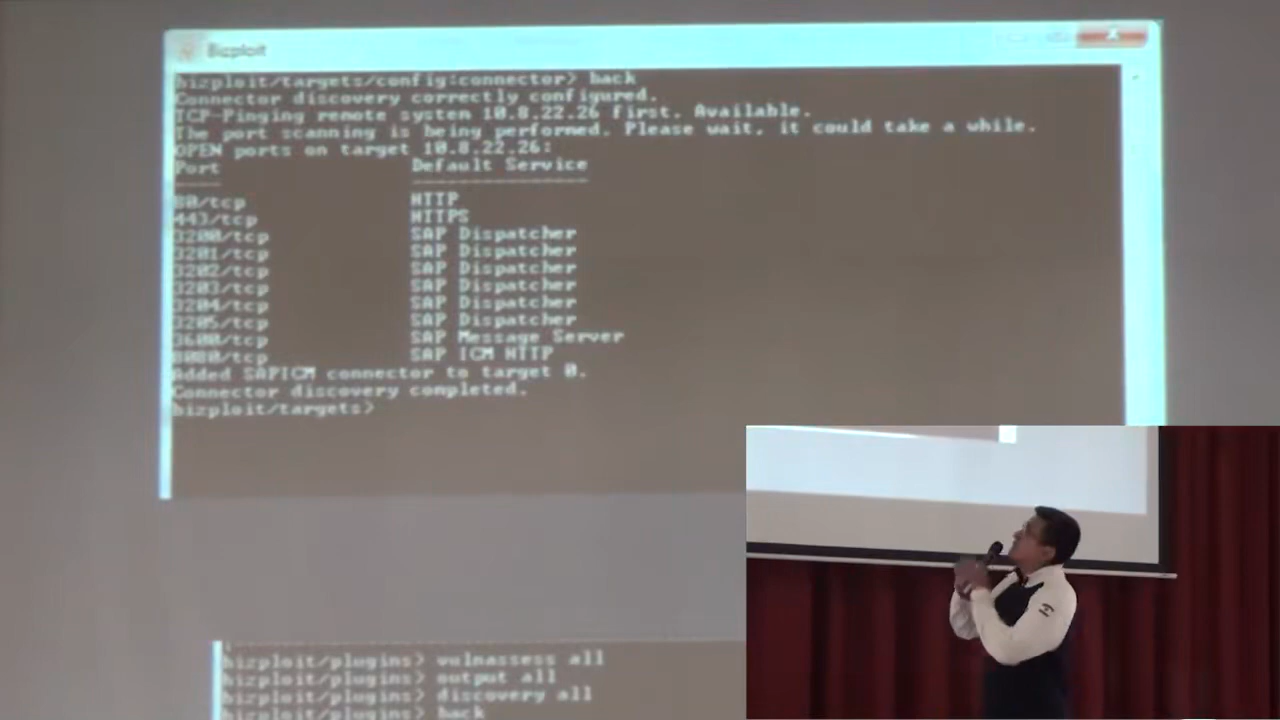 Bizploit
bizploit/targets/config:connector> back
Connector discovery correctly configured.
TCP-Pinging remote system 10.8.22.26 first. Available.
The port scanning is being performed. Please wait, it could take a while.
OPEN ports on target 10.8.22.26:
Port Default Service
80/tcp HTTP
443/tcp HTTPS
3200/tcp SAP Dispatcher
3201/tcp SAP Dispatcher
3202/tcp SAP Dispatcher
3203/tcp SAP Dispatcher
3204/tcp SAP Dispatcher
3205/tcp SAP Dispatcher
3600/tcp SAP Message Server
8080/tcp SAP ICM HTTP
Added SAPICM connector to target 0.
Connector discovery completed.
bizploit/targets>
bizploit/plugins> vulnassess all
bizploit/plugins> output all
bizploit/plugins> discovery all
bizploit/plugins> back